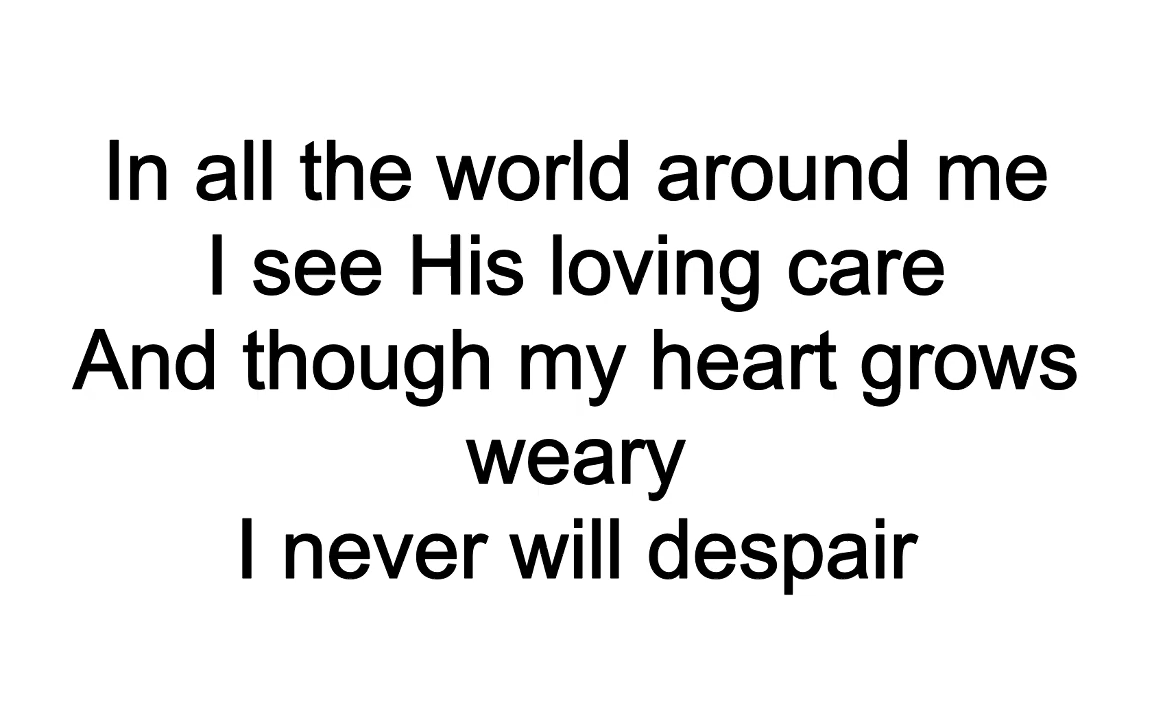 In all the world around me
I see His loving care
And though my heart grows
weary
I never will despair